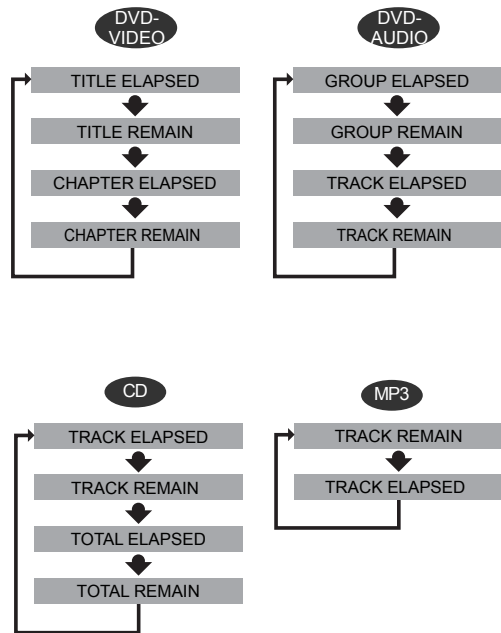 DVD-
VIDEO
TITLE ELAPSED
TITLE REMAIN
CHAPTER ELAPSED
CHAPTER REMAIN
DVD-
AUDIO
GROUP ELAPSED
GROUP REMAIN
TRACK ELAPSED
TRACK REMAIN
CD
TRACK ELAPSED
TRACK REMAIN
TOTAL ELAPSED
TOTAL REMAIN
MP3
TRACK REMAIN
TRACK ELAPSED